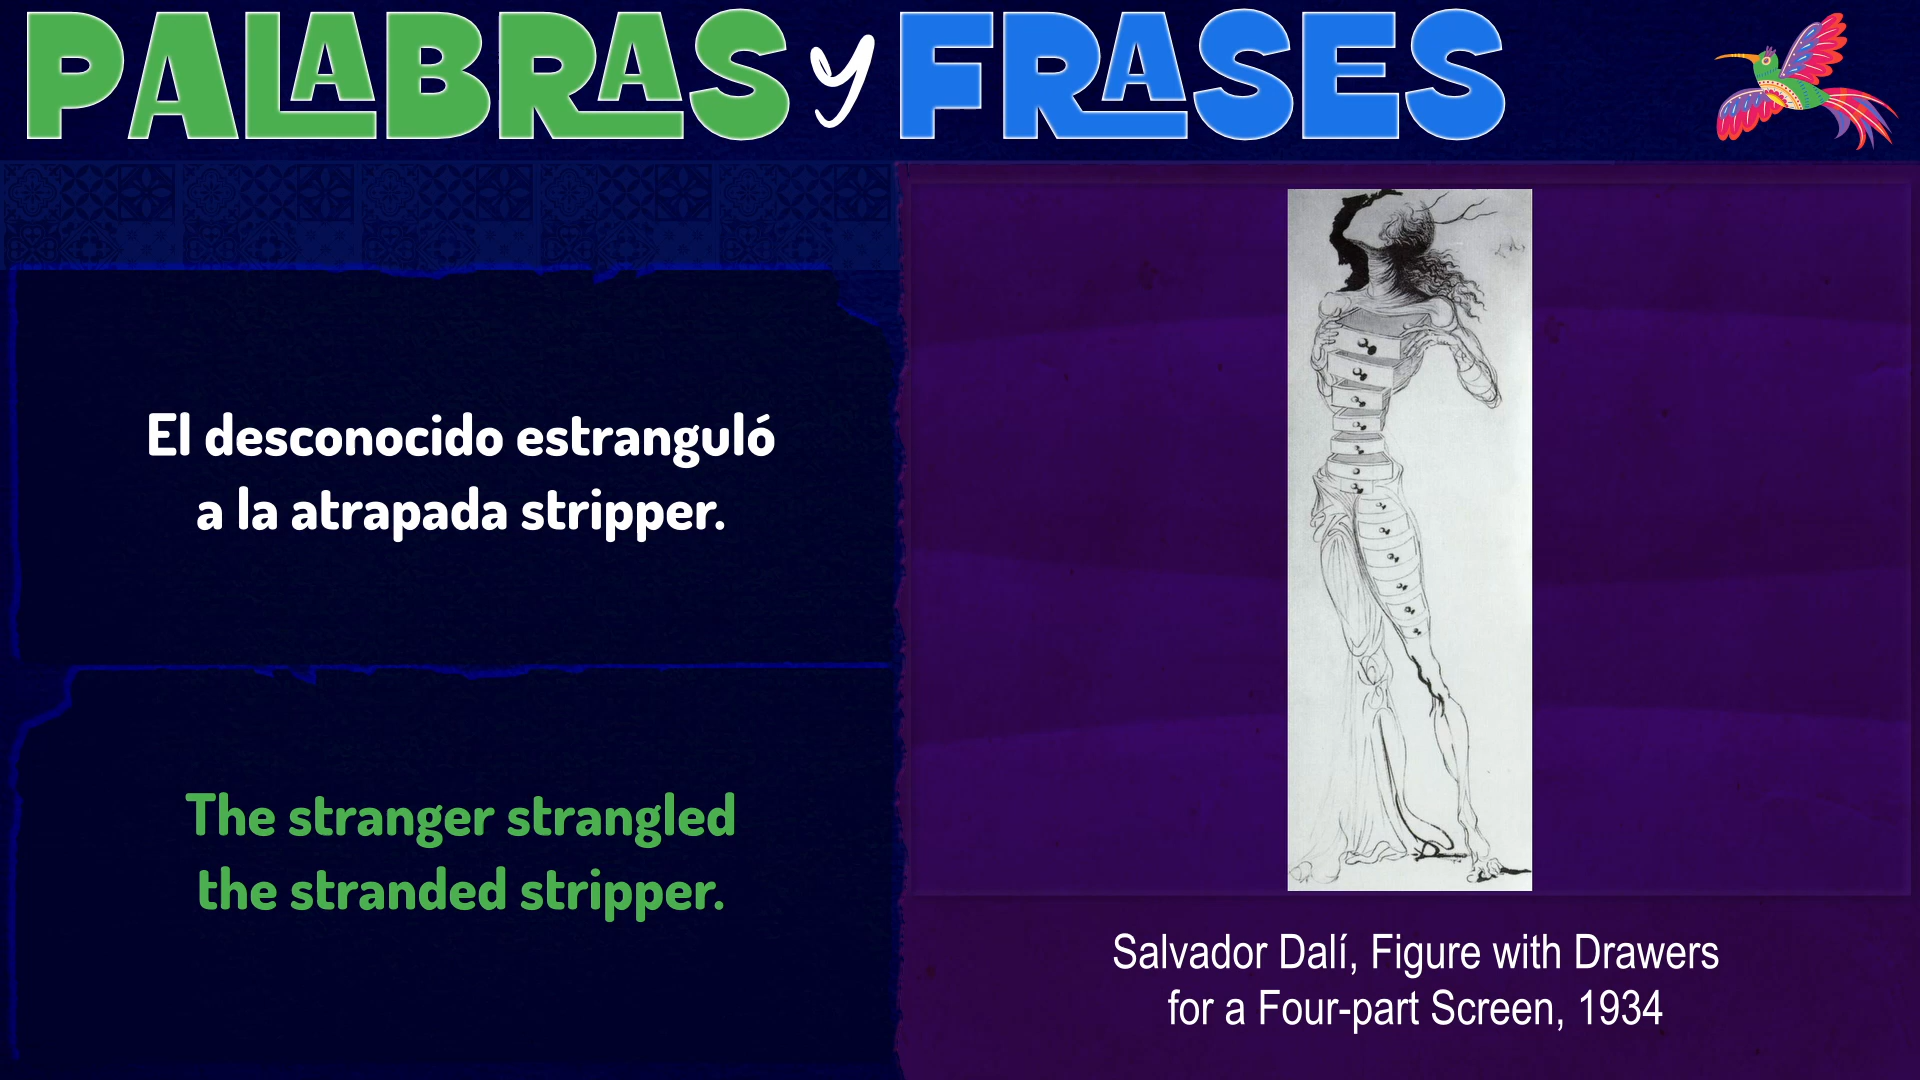 PALABRAS y FRASES
El desconocido estranguló
a la atrapada stripper.
The stranger strangled
the stranded stripper.
Salvador Dalí, Figure with Drawers
for a Four-part Screen, 1934